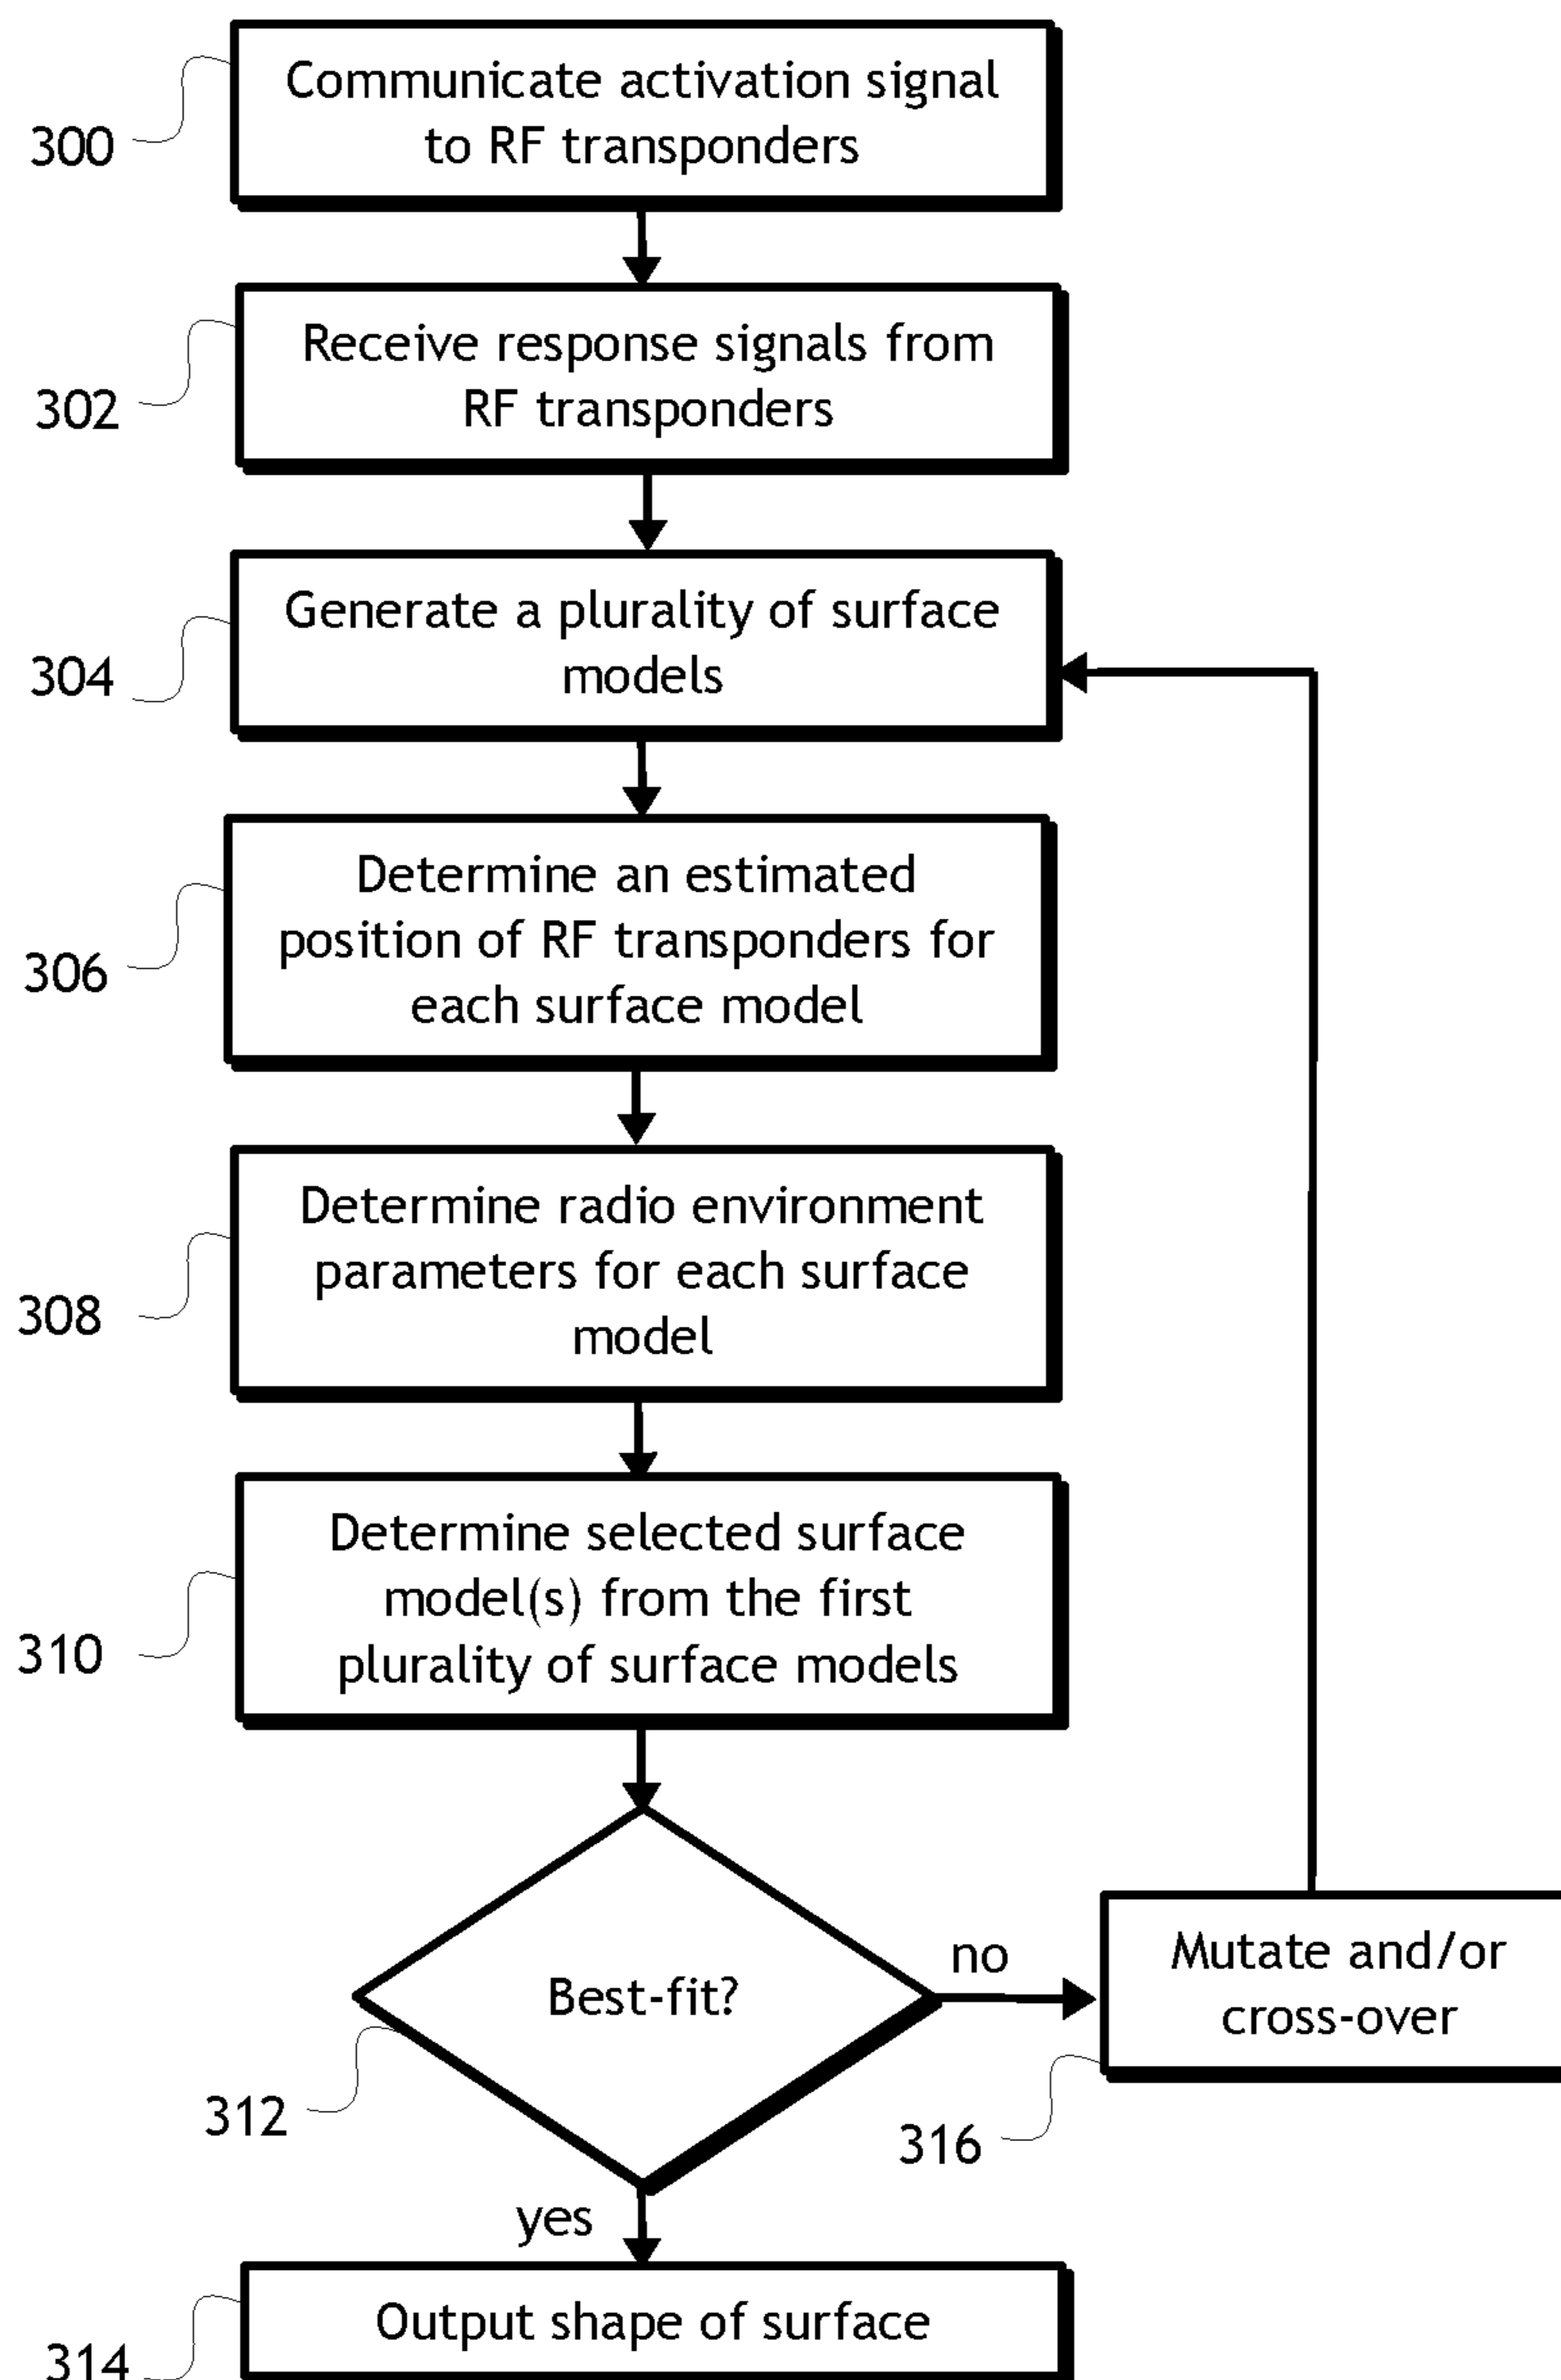 Communicate activation signal
to RF transponders
300
Receive response signals from
RF transponders
302
Generate a plurality of surface
models
304
Determine an estimated
position of RF transponders for
each surface model
306
Determine radio environment
parameters for each surface
model
308
Determine selected surface
model(s) from the first
plurality of surface models
310
Best-fit?
no
Mutate and/or
cross-over
312
316
yes
Output shape of surface
314